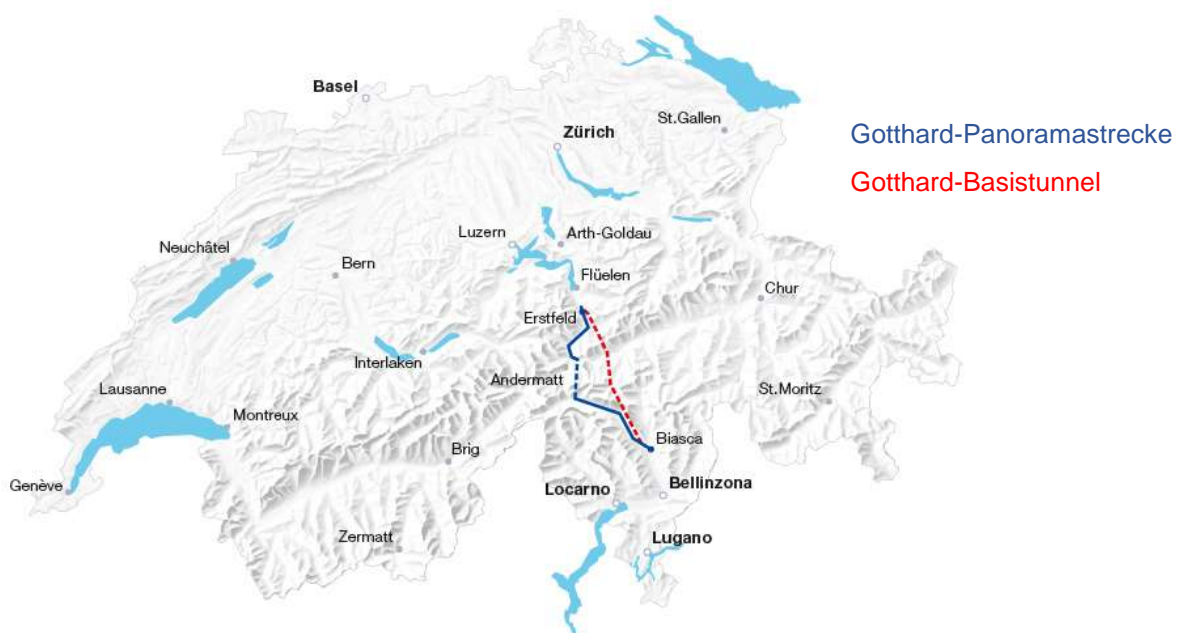 Basel
Zürich
St.Gallen
Gotthard-Panoramastrecke
Gotthard-Basistunnel
Luzern
Arth-Goldau
Neuchâtel
Bern
Flüelen
Chur
Erstfeld
Interlaken
Andermatt
St.Moritz
Lausanne
Montreux
Biasca
Brig
Genève
Locarno
Bellinzona
Zermatt
Lugano